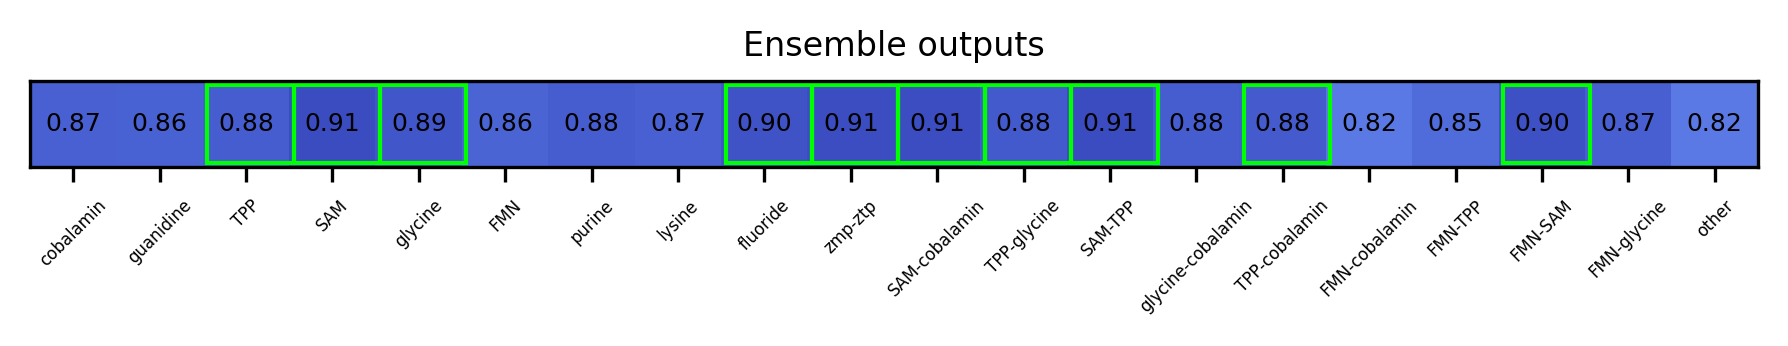 Ensemble outputs
0.87 0.86 0.88 0.91 0.89 0.86 0.88 0.87 0.90 0.91 0.91 0.88 0.91 0.88 0.88 0.82 0.85 0.90 0.87 0.82
cobalamin guanidine TPP SAM glycine FMN purine lysine fluoride zmp-ztp SAM-cobalamin TPP-glycine SAM-TPP glycine-cobalamin TPP-cobalamin FMN-cobalamin FMN-TPP FMN-SAM FMN-glycine other